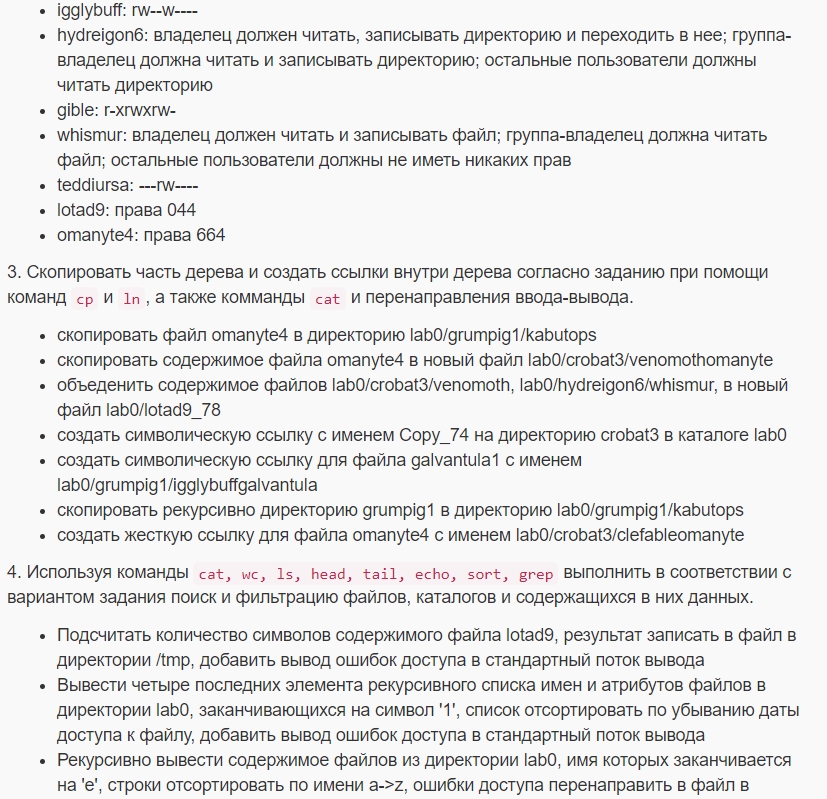 • igglybuff: rw--w----
• hydreigon6: владелец должен читать, записывать директорию и переходить в нее; группа-
владелец должна читать и записывать директорию; остальные пользователи должны
читать директорию
• gible: r-xrwxrw-
• whismur: владелец должен читать и записывать файл; группа-владелец должна читать
файл; остальные пользователи должны не иметь никаких прав
• teddiursa: ---rw----
• lotad9: права 044
• omanyte4: права 664
3. Скопировать часть дерева и создать ссылки внутри дерева согласно заданию при помощи
команд cp и ln , а также комманды cat и перенаправления ввода-вывода.
• скопировать файл omanyte4 в директорию lab0/grumpig1/kabutops
• скопировать содержимое файла omanyte4 в новый файл lab0/crobat3/venomothomanyte
• объеденить содержимое файлов lab0/crobat3/venomoth, lab0/hydreigon6/whismur, в новый
файл lab0/lotad9_78
• создать символическую ссылку c именем Copy_74 на директорию crobat3 в каталоге lab0
• создать символическую ссылку для файла galvantula1 с именем
lab0/grumpig1/igglybuffgalvantula
• скопировать рекурсивно директорию grumpig1 в директорию lab0/grumpig1/kabutops
• создать жесткую ссылку для файла omanyte4 с именем lab0/crobat3/clefableomanyte
4. Используя команды cat, wc, ls, head, tail, echo, sort, grep выполнить в соответствии с
вариантом задания поиск и фильтрацию файлов, каталогов и содержащихся в них данных.
• Подсчитать количество символов содержимого файла lotad9, результат записать в файл в
директории /tmp, добавить вывод ошибок доступа в стандартный поток вывода
• Вывести четыре последних элемента рекурсивного списка имен и атрибутов файлов в
директории lab0, заканчивающихся на символ '1', список отсортировать по убыванию даты
доступа к файлу, добавить вывод ошибок доступа в стандартный поток вывода
• Рекурсивно вывести содержимое файлов из директории lab0, имя которых заканчивается
на 'e', строки отсортировать по имени a->z, ошибки доступа перенаправить в файл в